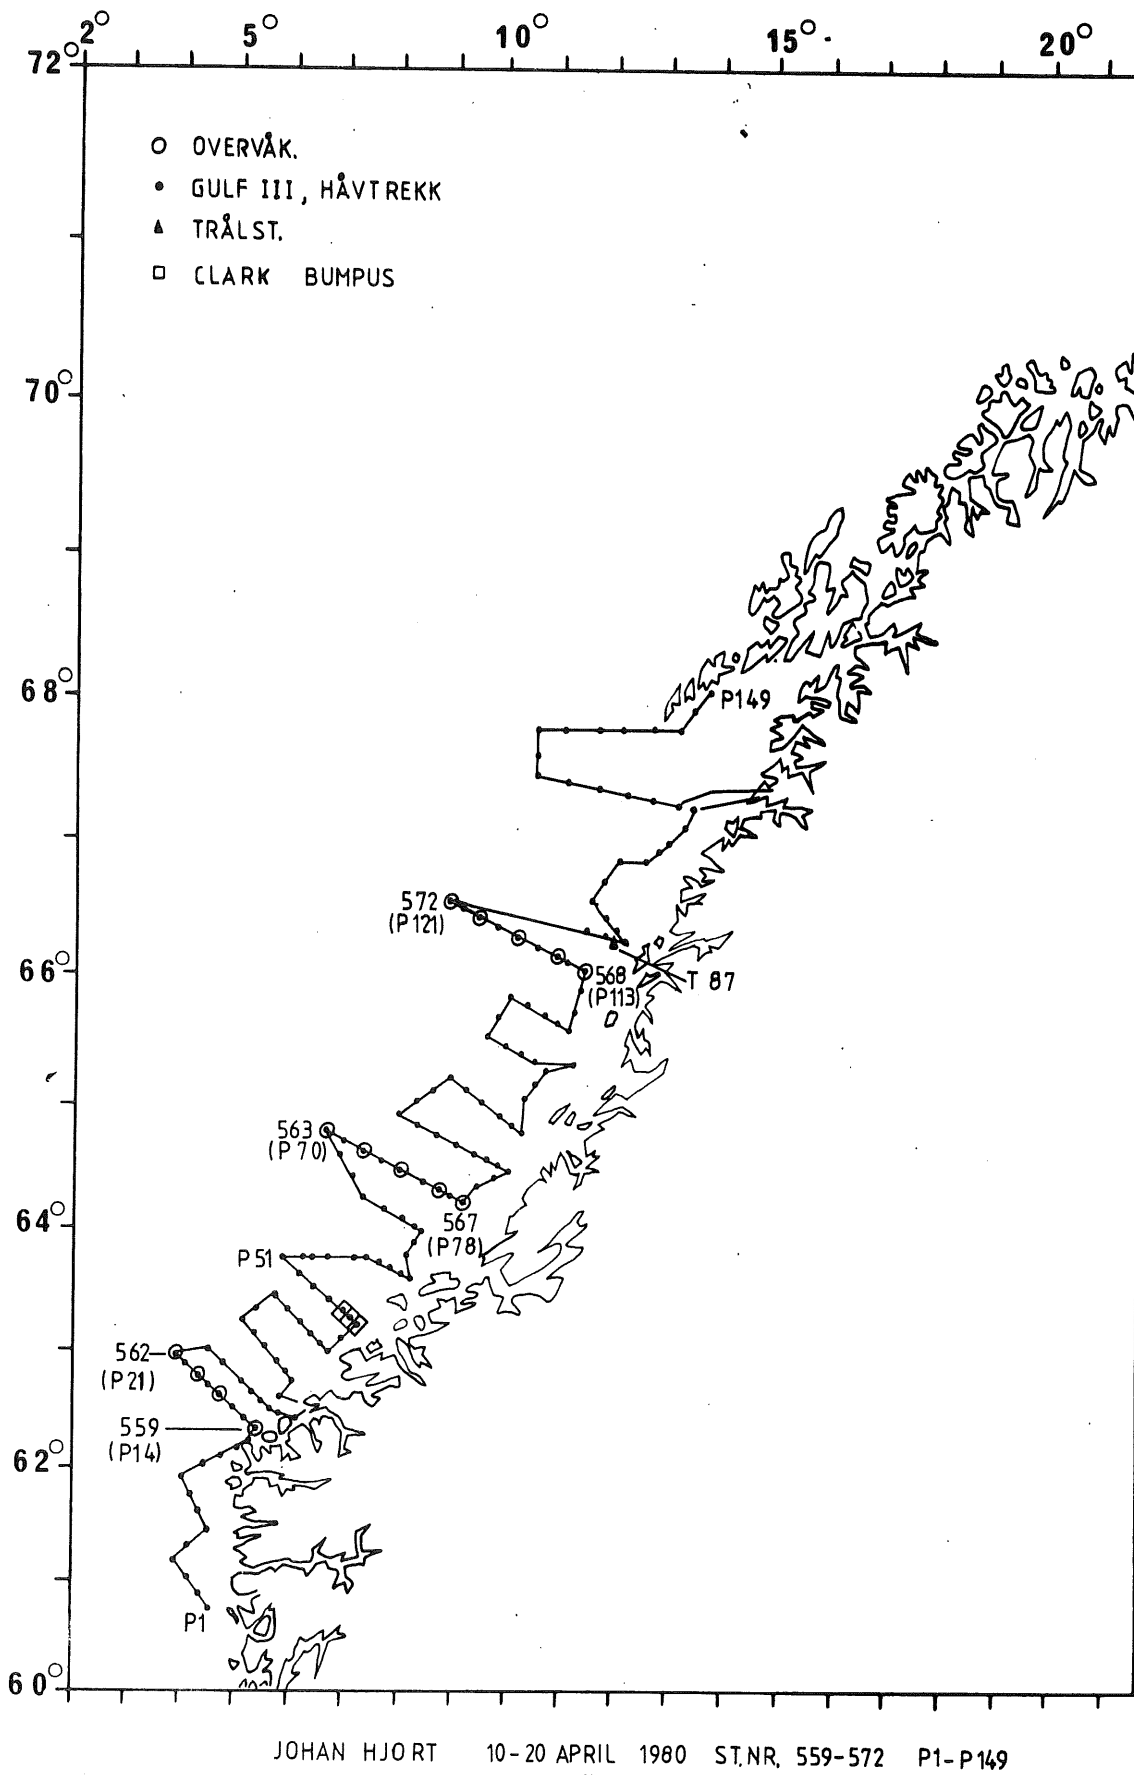 2° 5° 10° 15° 20°
72°
○ OVERVÅK.
• GULF III, HÅVTREKK
▲ TRÅLST.
□ CLARK BUMPUS
70°
68°
P149
572
(P121)
66°
568
(P113)
T 87
563
(P70)
64°
567
(P78)
P51
562
(P21)
559
(P14)
62°
P1
60°
JOHAN HJORT 10-20 APRIL 1980 ST.NR. 559-572 P1-P149